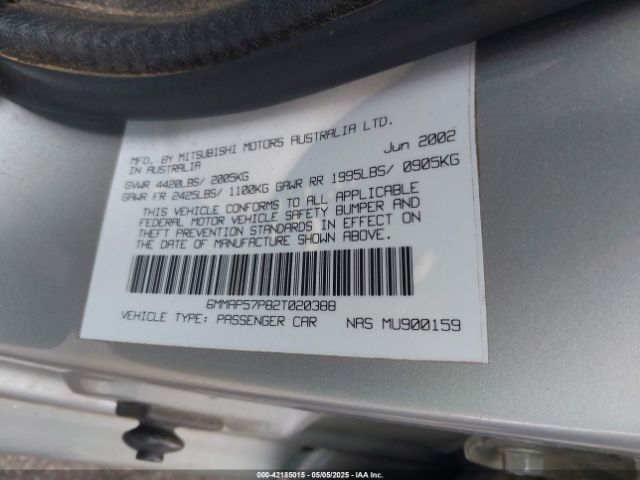 MFD. BY MITSUBISHI MOTORS AUSTRALIA LTD.
IN AUSTRALIA Jun 2002
GVWR 4420LBS/ 2005KG
GAWR FR 2425LBS/ 1100KG GAWR RR 1995LBS/ 0905KG
THIS VEHICLE CONFORMS TO ALL APPLICABLE
FEDERAL MOTOR VEHICLE SAFETY BUMPER AND
THEFT PREVENTION STANDARDS IN EFFECT ON
THE DATE OF MANUFACTURE SHOWN ABOVE.
6MMAP57P82T020388
VEHICLE TYPE: PASSENGER CAR NAS MU900159
000-42185015 - 05/05/2025 - IAA Inc.